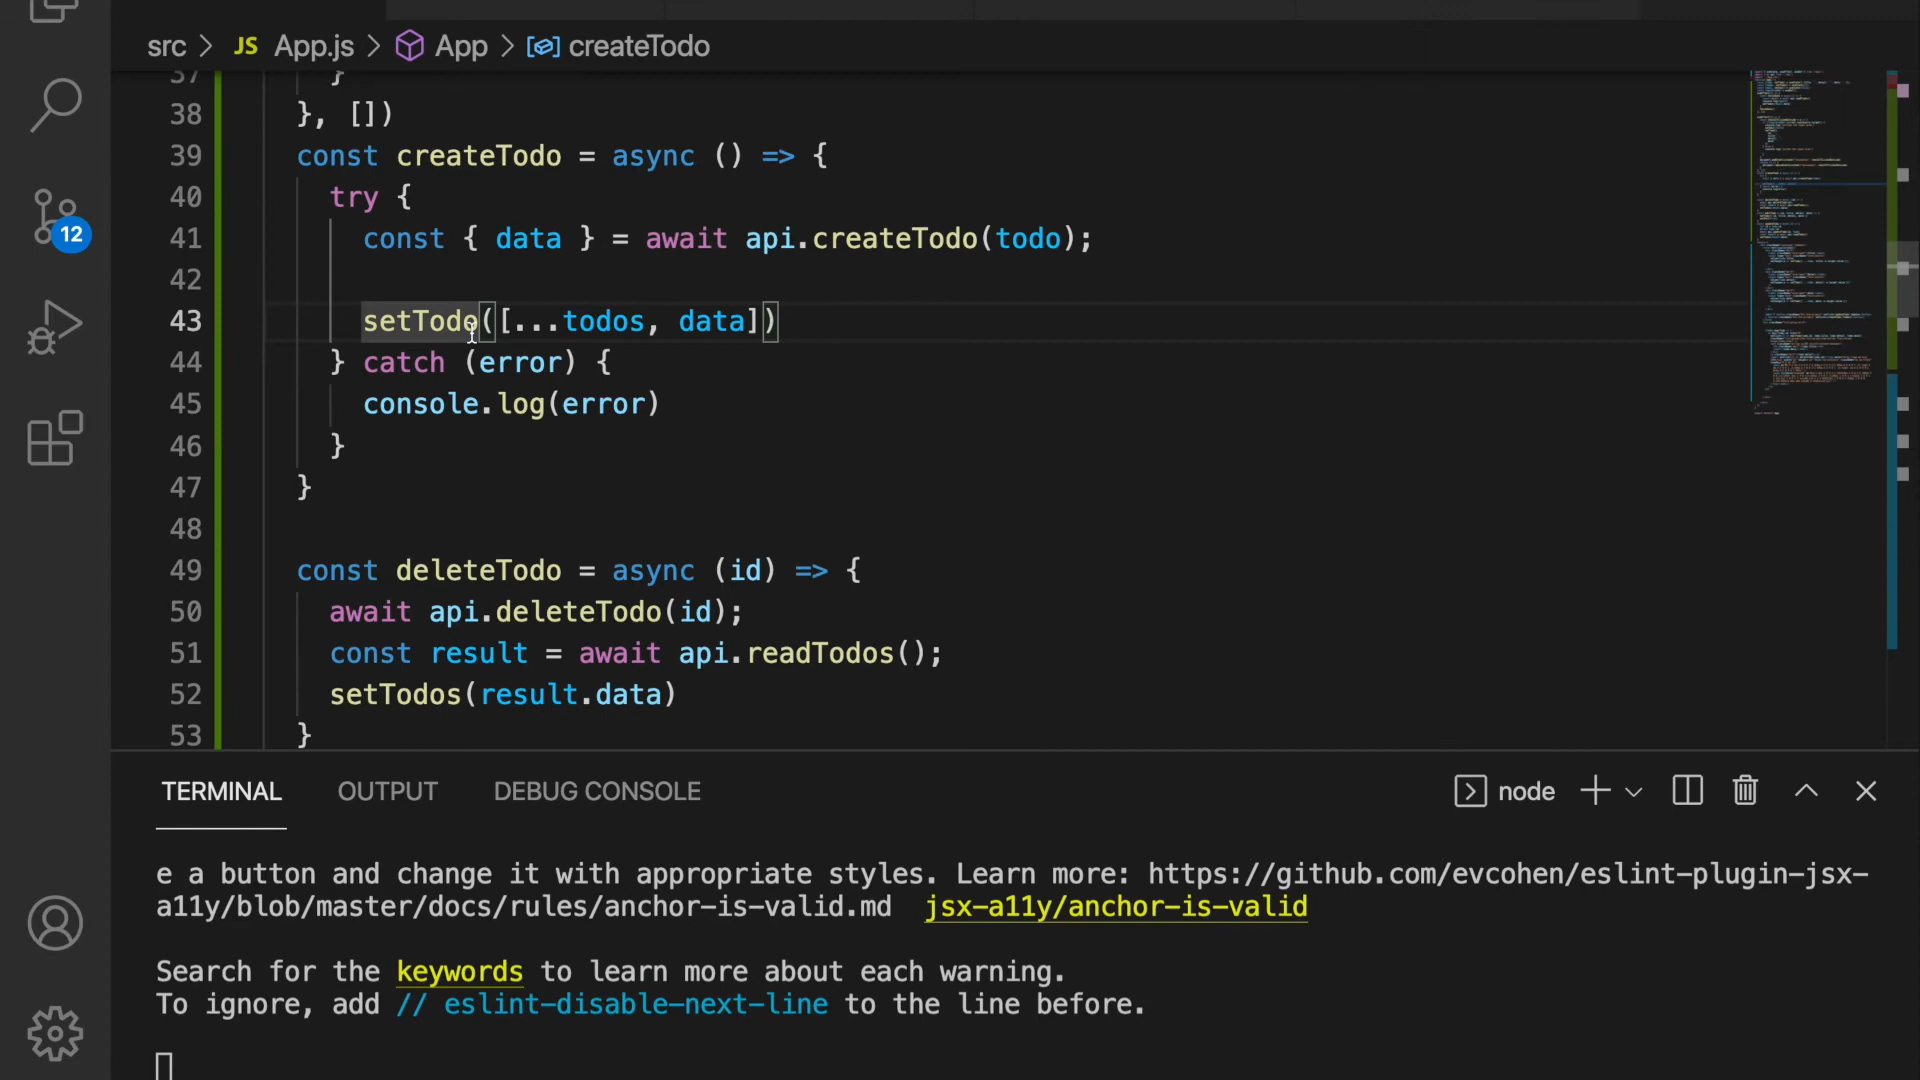 src > JS App.js > App > createTodo
37 }
38 }, [])
39 const createTodo = async () => {
40 try {
41 const { data } = await api.createTodo(todo);
42
43 setTodo([...todos, data])
44 } catch (error) {
45 console.log(error)
46 }
47 }
48
49 const deleteTodo = async (id) => {
50 await api.deleteTodo(id);
51 const result = await api.readTodos();
52 setTodos(result.data)
53 }
12
TERMINAL OUTPUT DEBUG CONSOLE node
e a button and change it with appropriate styles. Learn more: https://github.com/evcohen/eslint-plugin-jsx-
a11y/blob/master/docs/rules/anchor-is-valid.md jsx-a11y/anchor-is-valid
Search for the keywords to learn more about each warning.
To ignore, add // eslint-disable-next-line to the line before.